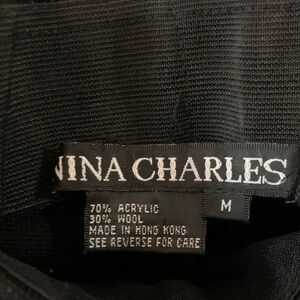 NINA CHARLES
M
70% ACRYLIC
30% WOOL
MADE IN HONG KONG
SEE REVERSE FOR CARE